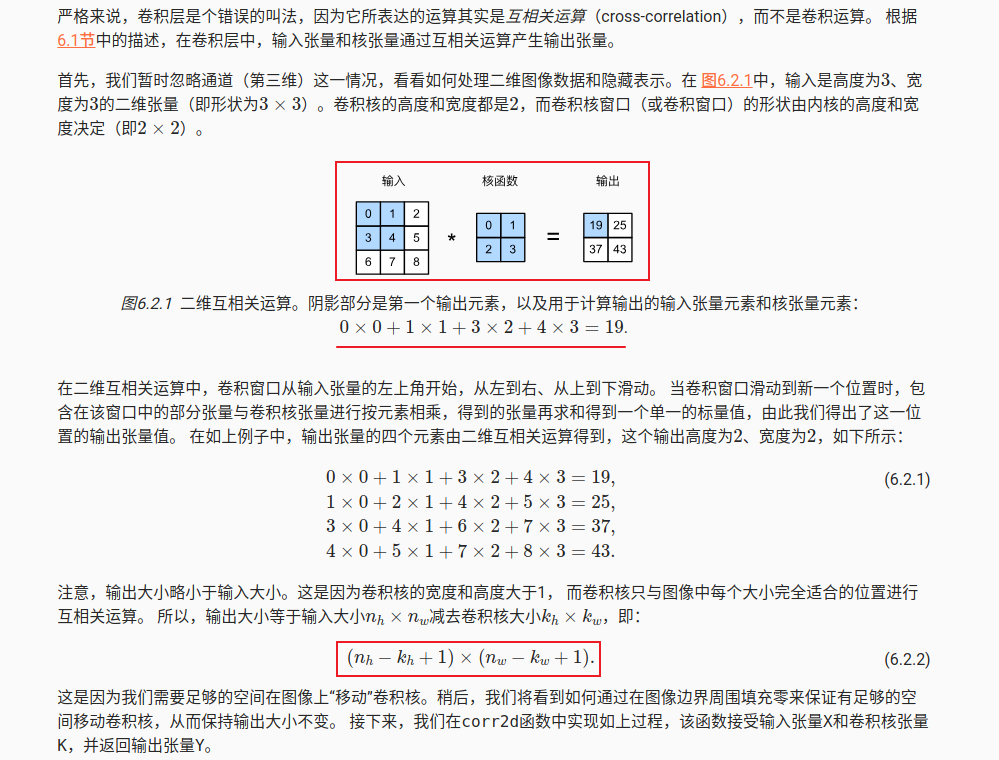 严格来说，卷积层是个错误的叫法，因为它所表达的运算其实是互相关运算（cross-correlation），而不是卷积运算。 根据
6.1节中的描述，在卷积层中，输入张量和核张量通过互相关运算产生输出张量。
首先，我们暂时忽略通道（第三维）这一情况，看看如何处理二维图像数据和隐藏表示。在 图6.2.1中，输入是高度为3、宽
度为3的二维张量（即形状为3 × 3）。卷积核的高度和宽度都是2，而卷积核窗口（或卷积窗口）的形状由内核的高度和宽
度决定（即2 × 2）。
输入 核函数 输出
0 1 2
3 4 5
6 7 8
*
0 1
2 3
=
19 25
37 43
图6.2.1 二维互相关运算。阴影部分是第一个输出元素，以及用于计算输出的输入张量元素和核张量元素：
0 × 0 + 1 × 1 + 3 × 2 + 4 × 3 = 19.
在二维互相关运算中，卷积窗口从输入张量的左上角开始，从左到右、从上到下滑动。 当卷积窗口滑动到新一个位置时，包
含在该窗口中的部分张量与卷积核张量进行按元素相乘，得到的张量再求和得到一个单一的标量值，由此我们得出了这一位
置的输出张量值。 在如上例子中，输出张量的四个元素由二维互相关运算得到，这个输出高度为2、宽度为2，如下所示：
0 × 0 + 1 × 1 + 3 × 2 + 4 × 3 = 19, (6.2.1)
1 × 0 + 2 × 1 + 4 × 2 + 5 × 3 = 25,
3 × 0 + 4 × 1 + 6 × 2 + 7 × 3 = 37,
4 × 0 + 5 × 1 + 7 × 2 + 8 × 3 = 43.
注意，输出大小略小于输入大小。这是因为卷积核的宽度和高度大于1， 而卷积核只与图像中每个大小完全适合的位置进行
互相关运算。 所以，输出大小等于输入大小nₕ × n_w减去卷积核大小kₕ × k_w，即：
(nₕ − kₕ + 1) × (n_w − k_w + 1). (6.2.2)
这是因为我们需要足够的空间在图像上“移动”卷积核。稍后，我们将看到如何通过在图像边界周围填充零来保证有足够的空
间移动卷积核，从而保持输出大小不变。 接下来，我们在corr2d函数中实现如上过程，该函数接受输入张量X和卷积核张量
K，并返回输出张量Y。